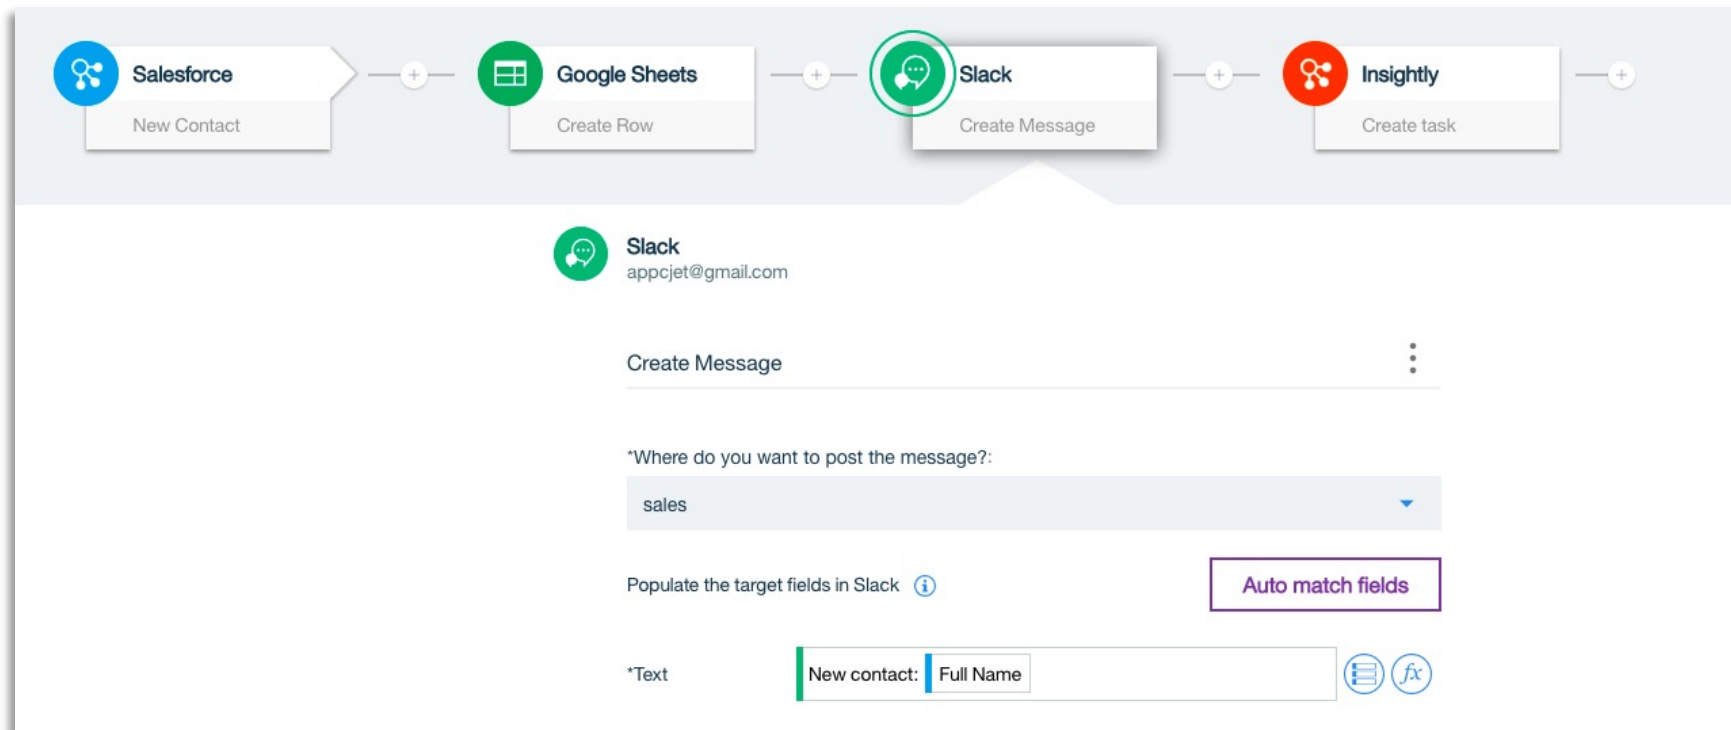 Salesforce
New Contact
Google Sheets
Create Row
Slack
Create Message
Insightly
Create task
Slack
appcjet@gmail.com
Create Message
*Where do you want to post the message?:
sales
Populate the target fields in Slack
Auto match fields
*Text
New contact: Full Name
fx